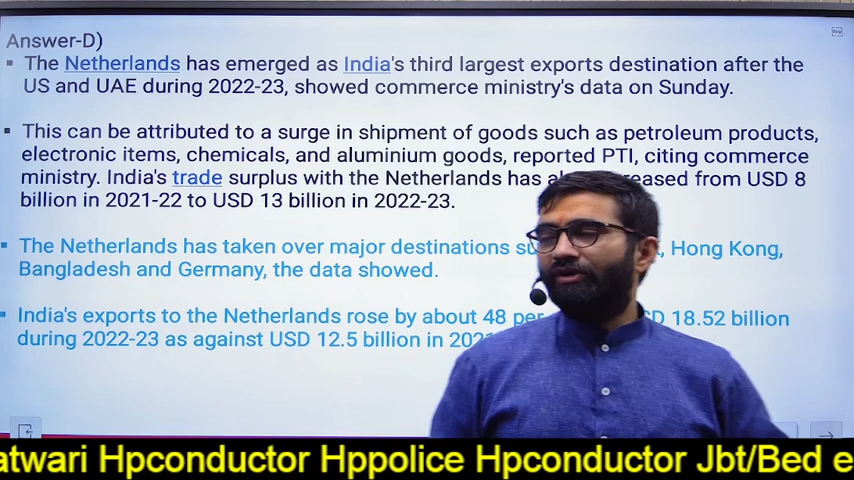 Answer-D)
The Netherlands has emerged as India's third largest exports destination after the
US and UAE during 2022-23, showed commerce ministry's data on Sunday.
This can be attributed to a surge in shipment of goods such as petroleum products,
electronic items, chemicals, and aluminium goods, reported PTI, citing commerce
ministry. India's trade surplus with the Netherlands has reased from USD 8
billion in 2021-22 to USD 13 billion in 2022-23.
The Netherlands has taken over major destinations Hong Kong,
Bangladesh and Germany, the data showed.
India's exports to the Netherlands rose by about 48 per 18.52 billion
during 2022-23 as against USD 12.5 billion in
atwari Hpconductor Hppolice Hpconductor Jbt/Bed e